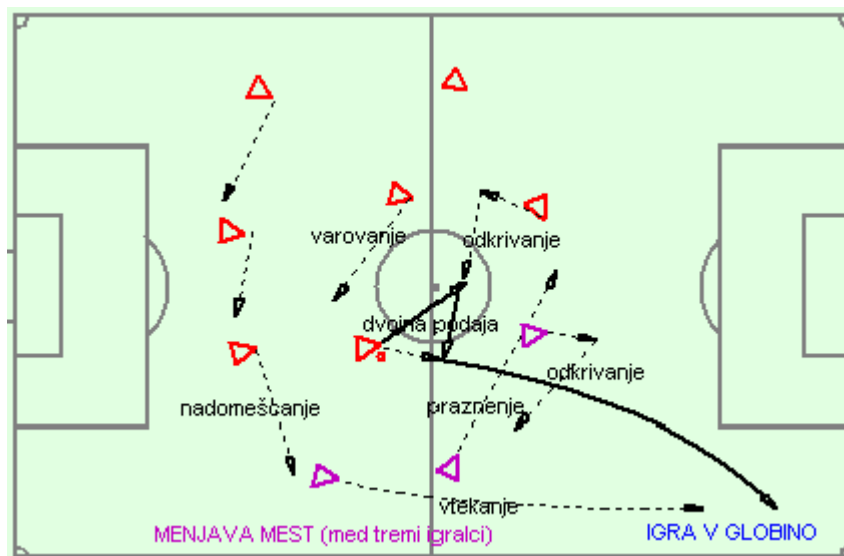 varovanje
odkrivanje
dvojna podaja
odkrivanje
nadomeščanje
praznenje
vtekanje
MENJAVA MEST (med tremi igralci)
IGRA V GLOBINO